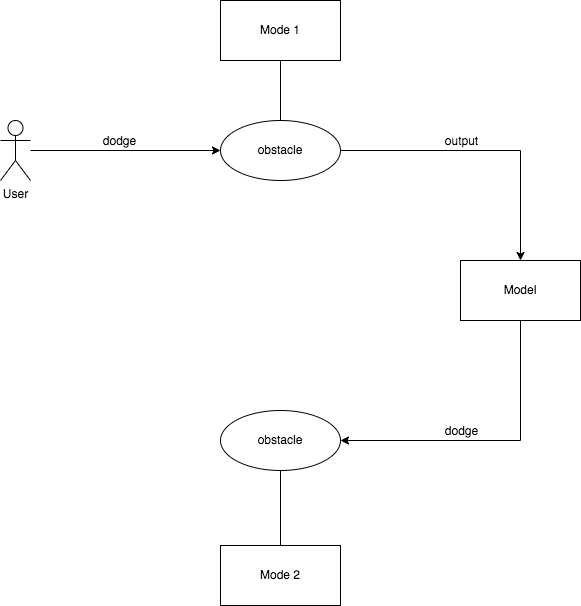 Mode 1
dodge
obstacle
output
User
Model
obstacle
dodge
Mode 2